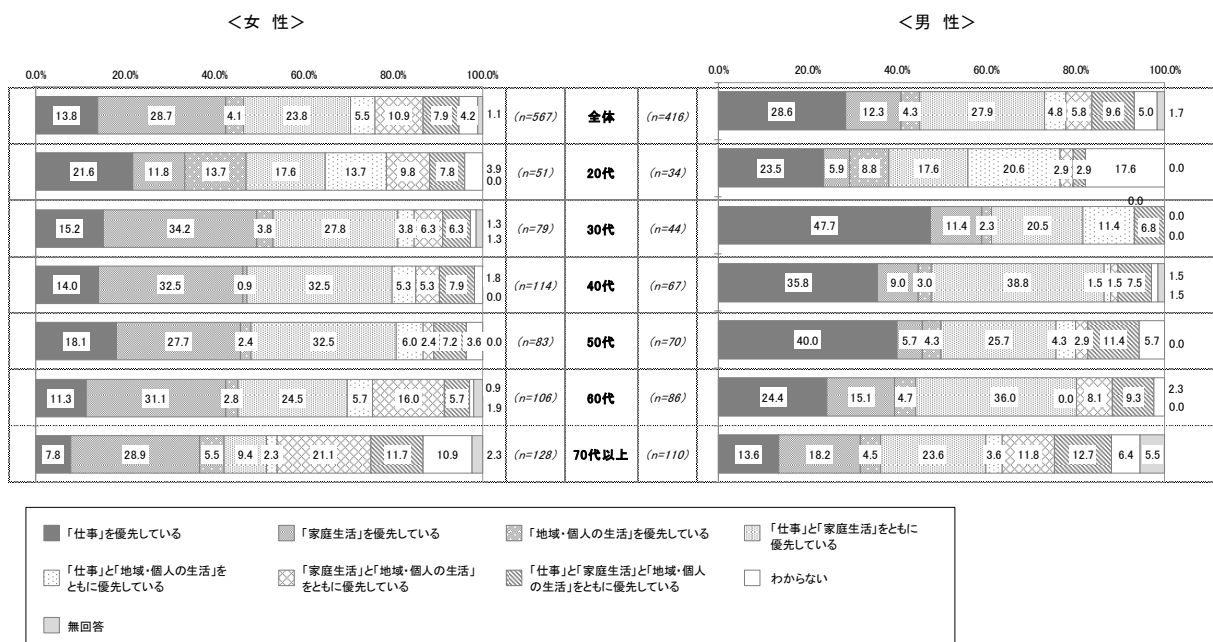 ＜女 性＞
＜男 性＞
0.0% 20.0% 40.0% 60.0% 80.0% 100.0%
0.0% 20.0% 40.0% 60.0% 80.0% 100.0%
13.8 28.7 4.1 23.8 5.5 10.9 7.9 4.2 1.1 (n=567) 全体 (n=416) 28.6 12.3 4.3 27.9 4.8 5.8 9.6 5.0 1.7
21.6 11.8 13.7 17.6 13.7 9.8 7.8 3.9 0.0 (n=51) 20代 (n=34) 23.5 5.9 8.8 17.6 20.6 2.9 2.9 17.6 0.0
15.2 34.2 3.8 27.8 3.8 6.3 6.3 1.3 1.3 (n=79) 30代 (n=44) 47.7 11.4 2.3 20.5 11.4 0.0 6.8 0.0 0.0
14.0 32.5 0.9 32.5 5.3 5.3 7.9 1.8 0.0 (n=114) 40代 (n=67) 35.8 9.0 3.0 38.8 1.5 1.5 7.5 1.5 1.5
18.1 27.7 2.4 32.5 6.0 2.4 7.2 3.6 0.0 (n=83) 50代 (n=70) 40.0 5.7 4.3 25.7 4.3 2.9 11.4 5.7 0.0
11.3 31.1 2.8 24.5 5.7 16.0 5.7 0.9 1.9 (n=106) 60代 (n=86) 24.4 15.1 4.7 36.0 0.0 8.1 9.3 2.3 0.0
7.8 28.9 5.5 9.4 2.3 21.1 11.7 10.9 2.3 (n=128) 70代以上 (n=110) 13.6 18.2 4.5 23.6 3.6 11.8 12.7 6.4 5.5
「仕事」を優先している
「家庭生活」を優先している
「地域・個人の生活」を優先している
「仕事」と「家庭生活」をともに
優先している
「仕事」と「地域・個人の生活」を
ともに優先している
「家庭生活」と「地域・個人の生活」
をともに優先している
「仕事」と「家庭生活」と「地域・個人
の生活」をともに優先している
わからない
無回答